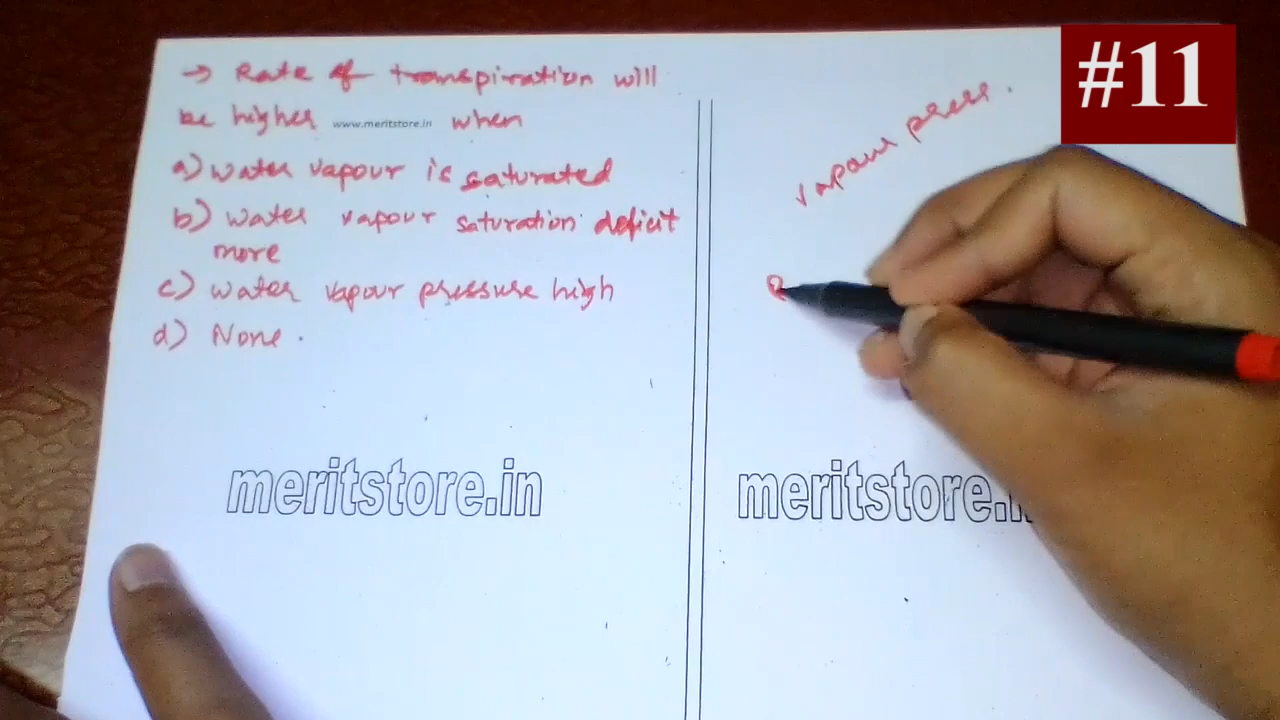 → Rate of transpiration will
be higher www.meritstore.in when
a) water vapour is saturated
b) water vapour saturation deficit
more
c) water vapour pressure high
d) None.
meritstore.in
#11
vapour press.
meritstore.in